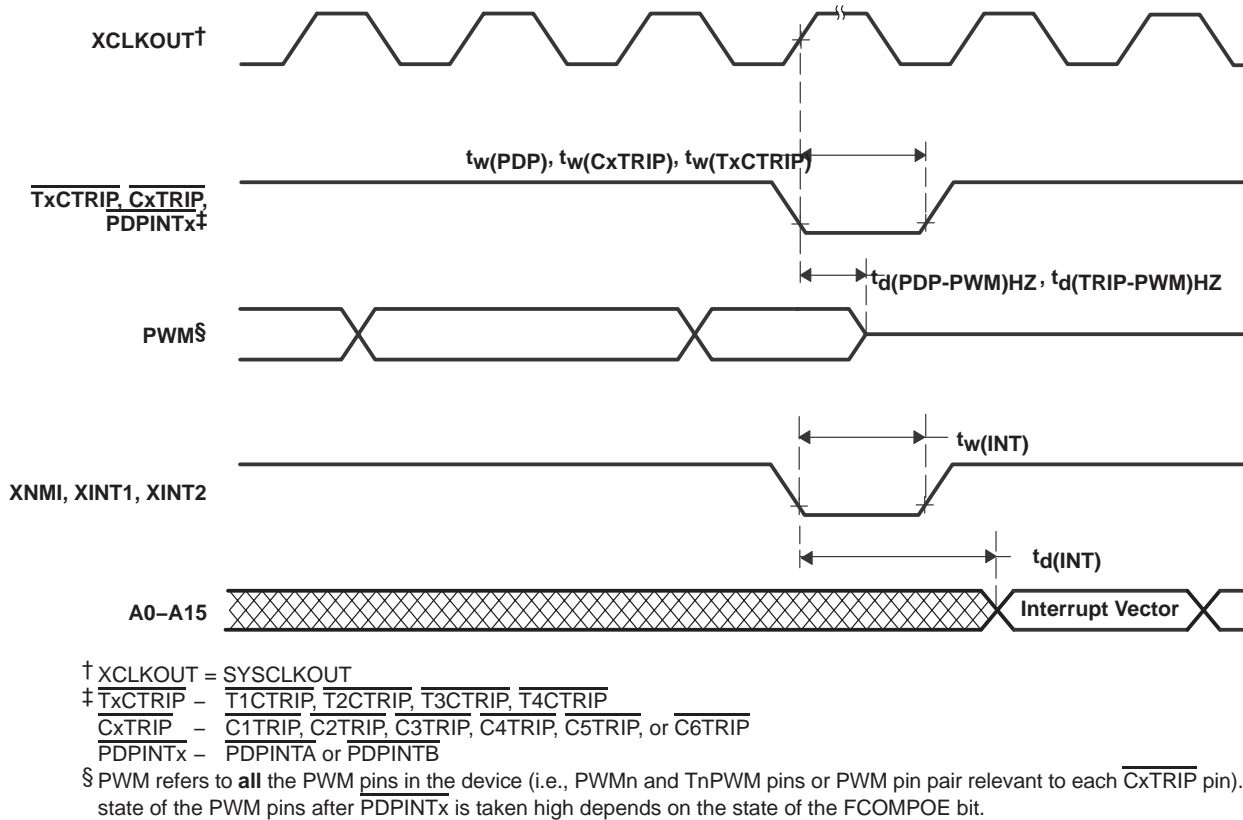 XCLKOUT†
tw(PDP), tw(CxTRIP), tw(TxCTRIP)
TxCTRIP, CxTRIP,
PDPINTx‡
td(PDP-PWM)HZ, td(TRIP-PWM)HZ
PWM§
tw(INT)
XNMI, XINT1, XINT2
td(INT)
A0–A15
Interrupt Vector
† XCLKOUT = SYSCLKOUT
‡ TxCTRIP – T1CTRIP, T2CTRIP, T3CTRIP, T4CTRIP
CxTRIP – C1TRIP, C2TRIP, C3TRIP, C4TRIP, C5TRIP, or C6TRIP
PDPINTx – PDPINTA or PDPINTB
§ PWM refers to all the PWM pins in the device (i.e., PWMn and TnPWM pins or PWM pin pair relevant to each CxTRIP pin).
state of the PWM pins after PDPINTx is taken high depends on the state of the FCOMPOE bit.